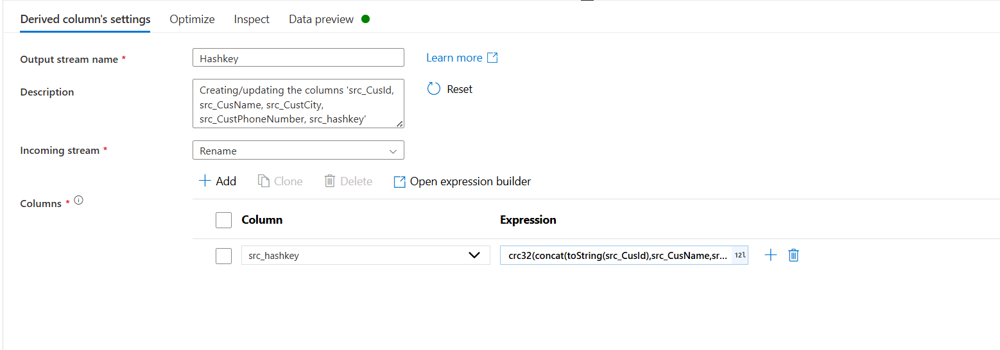 Derived column's settings Optimize Inspect Data preview
Output stream name * Hashkey Learn more
Description Creating/updating the columns 'src_CusId,
src_CusName, src_CustCity,
src_CustPhoneNumber, src_hashkey'
Reset
Incoming stream * Rename
Add Clone Delete Open expression builder
Columns *
Column Expression
src_hashkey crc32(concat(toString(src_CusId),src_CusName,sr... 12l